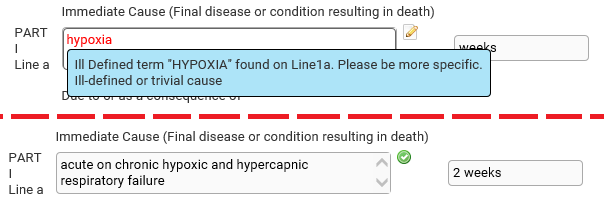 Immediate Cause (Final disease or condition resulting in death)
PART
I
Line a
hypoxia
weeks
Ill Defined term "HYPOXIA" found on Line1a. Please be more specific.
Ill-defined or trivial cause
Due to or as a consequence of
Immediate Cause (Final disease or condition resulting in death)
PART
I
Line a
acute on chronic hypoxic and hypercapnic
respiratory failure
2 weeks